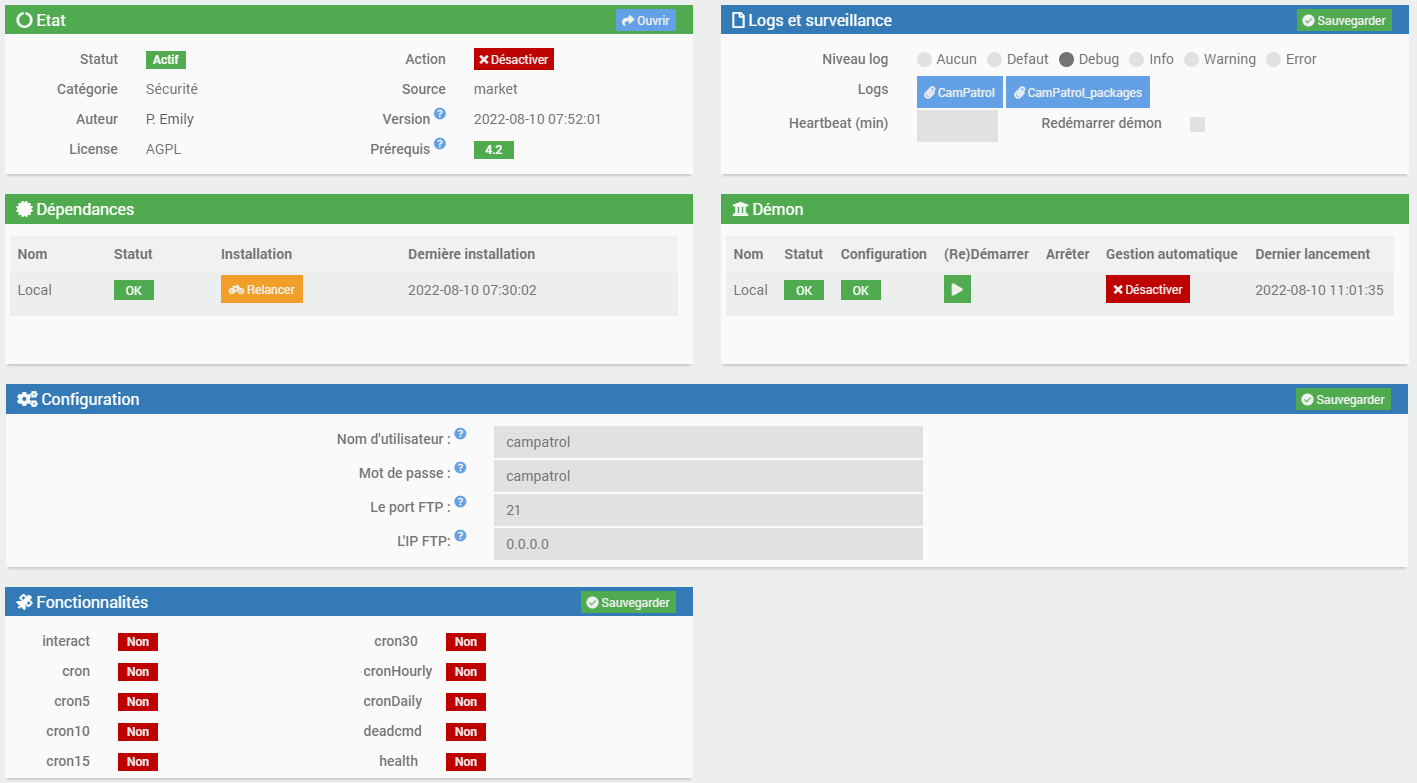 Etat
Ouvrir
Statut Actif Action Désactiver
Catégorie Sécurité Source market
Auteur P. Emily Version ? 2022-08-10 07:52:01
License AGPL Prérequis ? 4.2
Logs et surveillance
Sauvegarder
Niveau log Aucun Defaut Debug Info Warning Error
Logs CamPatrol CamPatrol_packages
Heartbeat (min) Redémarrer démon
Dépendances
Nom Statut Installation Dernière installation
Local OK Relancer 2022-08-10 07:30:02
Démon
Nom Statut Configuration (Re)Démarrer Arrêter Gestion automatique Dernier lancement
Local OK OK Désactiver 2022-08-10 11:01:35
Configuration
Sauvegarder
Nom d'utilisateur : ? campatrol
Mot de passe : ? campatrol
Le port FTP : ? 21
L'IP FTP: ? 0.0.0.0
Fonctionnalités
Sauvegarder
interact Non cron30 Non
cron Non cronHourly Non
cron5 Non cronDaily Non
cron10 Non deadcmd Non
cron15 Non health Non